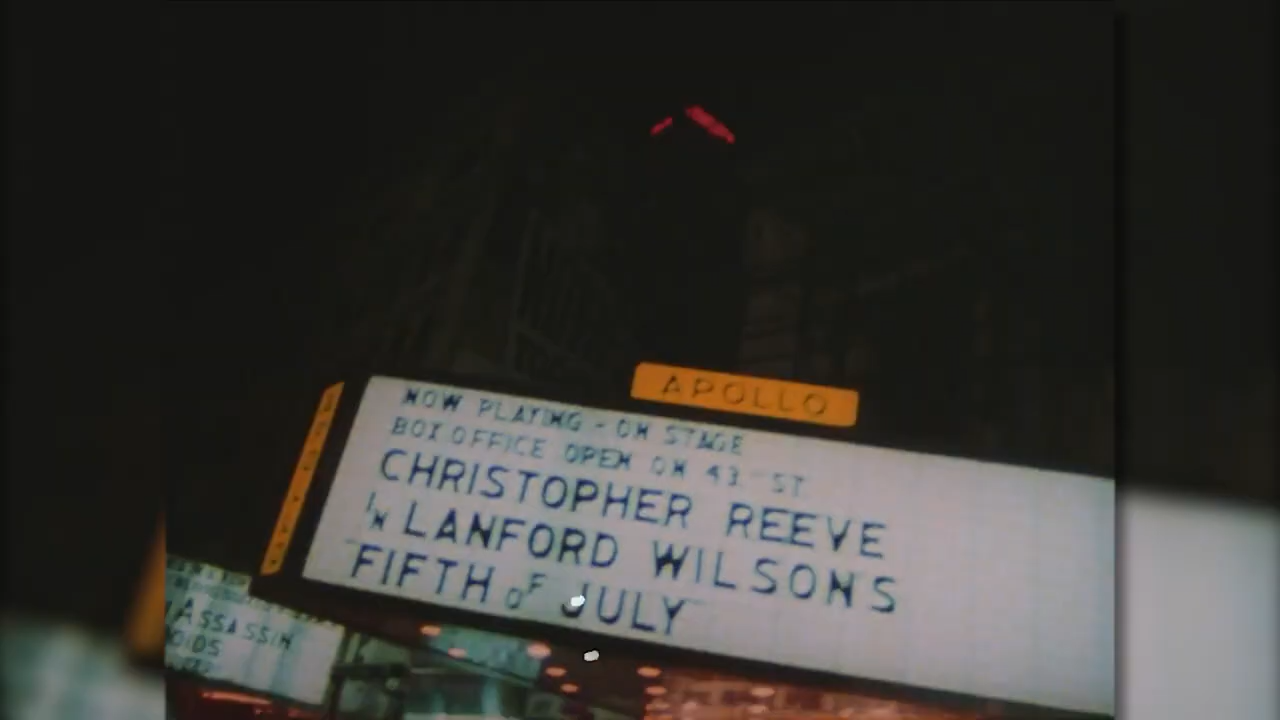 APOLLO
NOW PLAYING - ON STAGE
BOX OFFICE OPEN ON 43 ST
CHRISTOPHER REEVE
IN LANFORD WILSONS
FIFTH OF JULY
ASSASSIN
OIDS